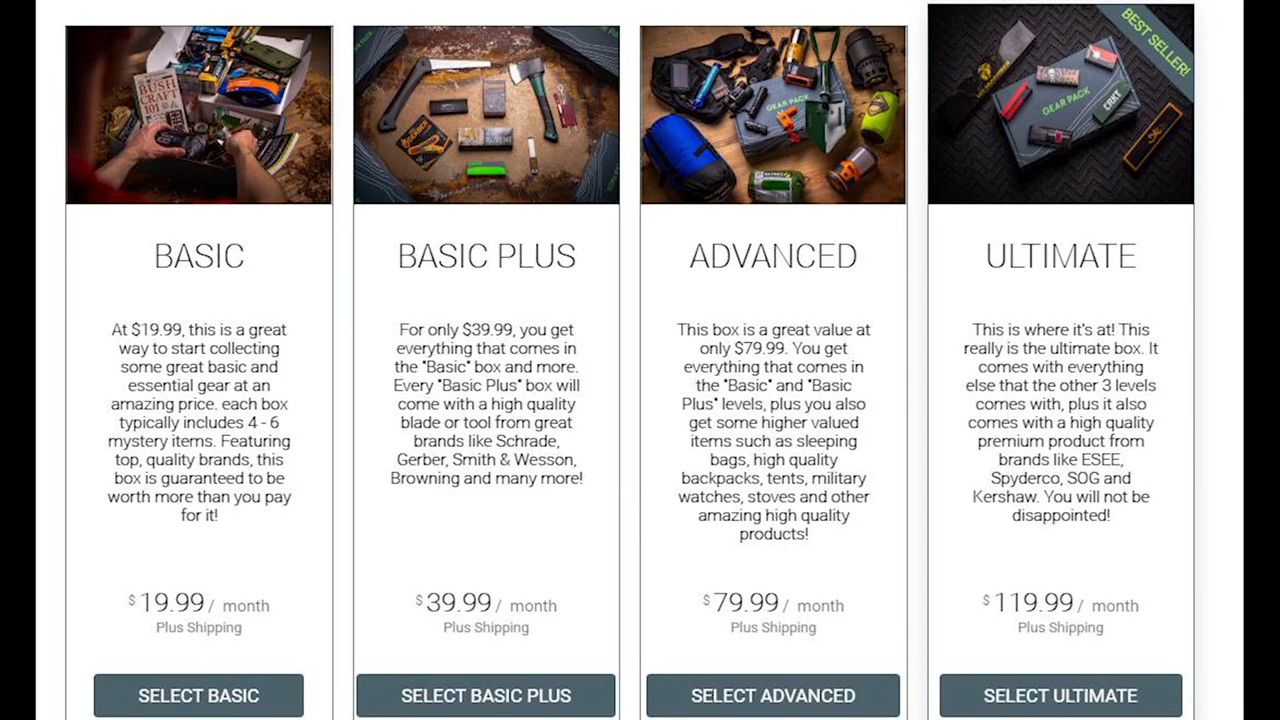 BUSH
CRAFT
101
GEAR PACK
GEAR PACK
CRKT
BEST SELLER!
BASIC
At $19.99, this is a great
way to start collecting
some great basic and
essential gear at an
amazing price. each box
typically includes 4 - 6
mystery items. Featuring
top, quality brands, this
box is guaranteed to be
worth more than you pay
for it!
$19.99 / month
Plus Shipping
SELECT BASIC
BASIC PLUS
For only $39.99, you get
everything that comes in
the "Basic" box and more.
Every "Basic Plus" box will
come with a high quality
blade or tool from great
brands like Schrade,
Gerber, Smith & Wesson,
Browning and many more!
$39.99 / month
Plus Shipping
SELECT BASIC PLUS
ADVANCED
This box is a great value at
only $79.99. You get
everything that comes in
the "Basic" and "Basic
Plus" levels, plus you also
get some higher valued
items such as sleeping
bags, high quality
backpacks, tents, military
watches, stoves and other
amazing high quality
products!
$79.99 / month
Plus Shipping
SELECT ADVANCED
ULTIMATE
This is where it's at! This
really is the ultimate box. It
comes with everything
else that the other 3 levels
comes with, plus it also
comes with a high quality
premium product from
brands like ESEE,
Spyderco, SOG and
Kershaw. You will not be
disappointed!
$119.99 / month
Plus Shipping
SELECT ULTIMATE